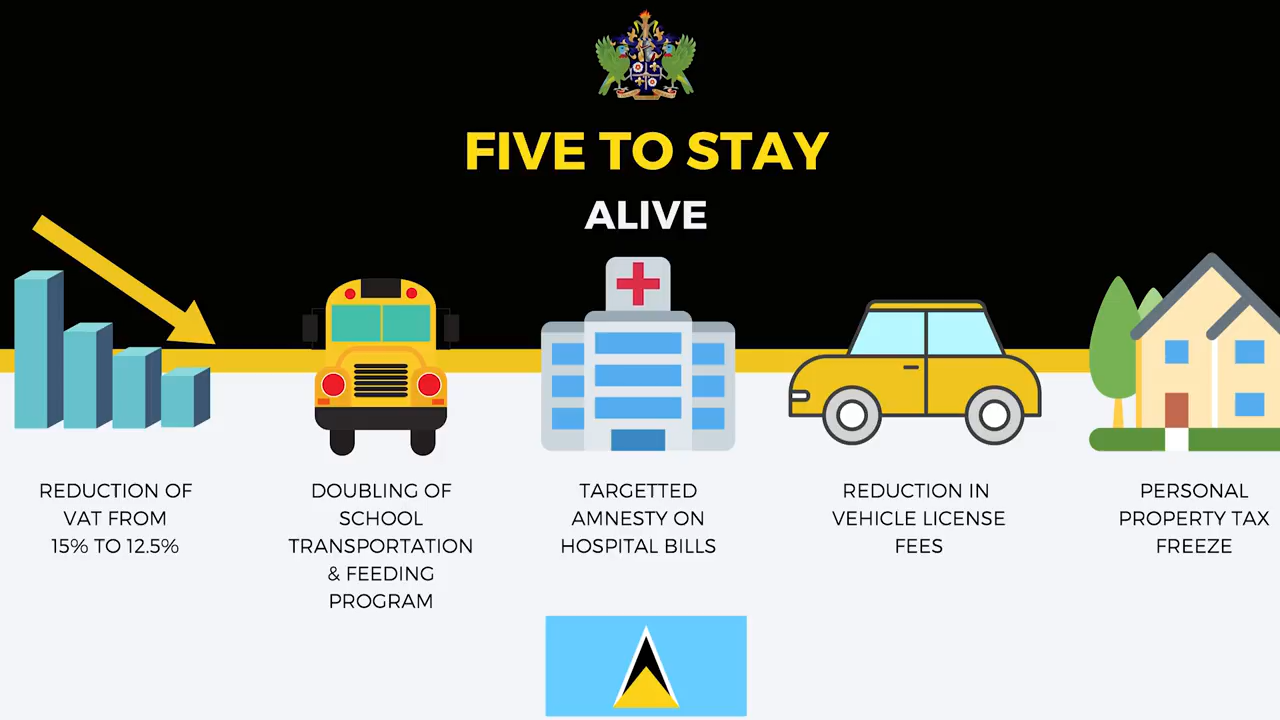 FIVE TO STAY
ALIVE
REDUCTION OF
VAT FROM
15% TO 12.5%
DOUBLING OF
SCHOOL
TRANSPORTATION
& FEEDING
PROGRAM
TARGETTED
AMNESTY ON
HOSPITAL BILLS
REDUCTION IN
VEHICLE LICENSE
FEES
PERSONAL
PROPERTY TAX
FREEZE